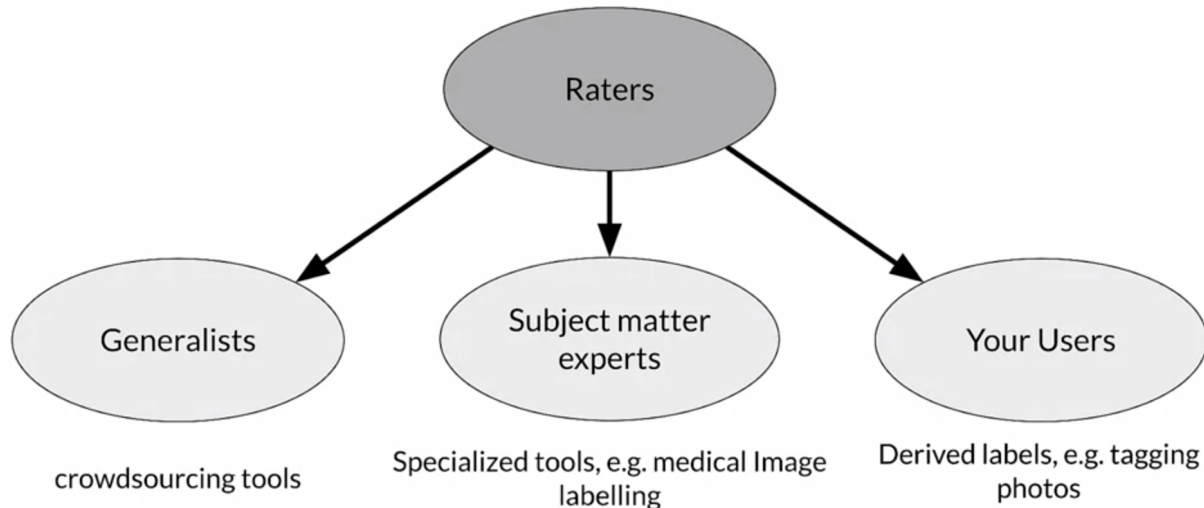 Raters
Generalists
Subject matter
experts
Your Users
crowdsourcing tools
Specialized tools, e.g. medical Image
labelling
Derived labels, e.g. tagging
photos